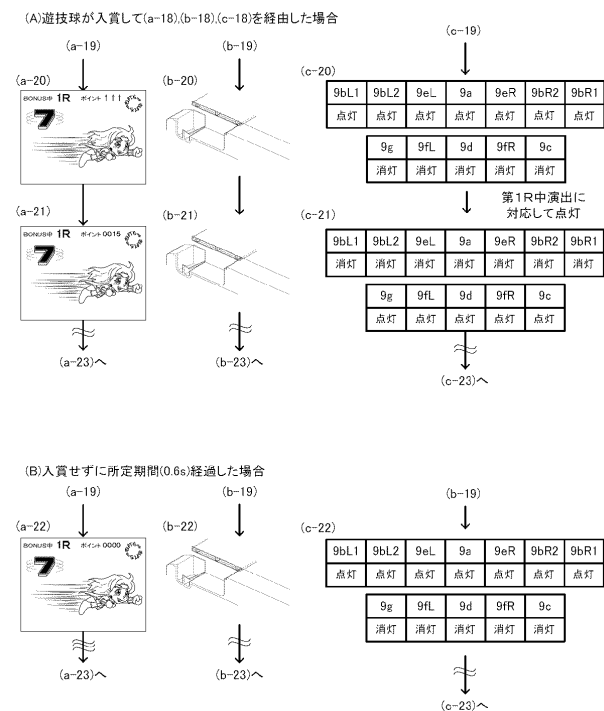 (A)遊技球が入賞して(a-18),(b-18),(c-18)を経由した場合
(a-19)
(b-19)
(c-19)
(a-20)
BONUS中 1R ポイント↑↑↑
7
(b-20)
(c-20)
9bL1 9bL2 9eL 9a 9eR 9bR2 9bR1
点灯 点灯 点灯 点灯 点灯 点灯 点灯
9g 9fL 9d 9fR 9c
消灯 消灯 消灯 消灯 消灯
第1R中演出に
対応して点灯
(a-21)
BONUS中 1R ポイント0015
7
(b-21)
(c-21)
9bL1 9bL2 9eL 9a 9eR 9bR2 9bR1
消灯 消灯 消灯 消灯 消灯 消灯 消灯
9g 9fL 9d 9fR 9c
点灯 点灯 点灯 点灯 点灯
(a-23)へ
(b-23)へ
(c-23)へ
(B)入賞せずに所定期間(0.6s)経過した場合
(a-19)
(b-19)
(b-19)
(a-22)
BONUS中 1R ポイント0000
7
(b-22)
(c-22)
9bL1 9bL2 9eL 9a 9eR 9bR2 9bR1
点灯 点灯 点灯 点灯 点灯 点灯 点灯
9g 9fL 9d 9fR 9c
消灯 消灯 消灯 消灯 消灯
(a-23)へ
(b-23)へ
(c-23)へ